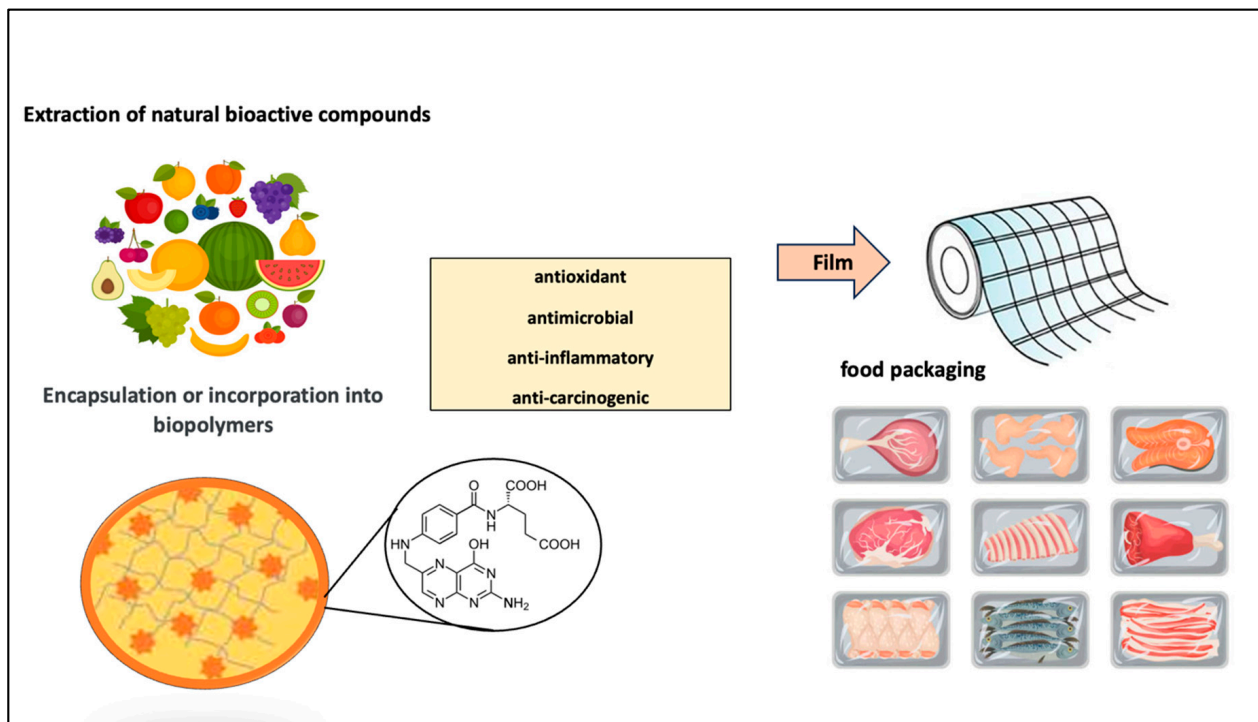 Extraction of natural bioactive compounds
Encapsulation or incorporation into
biopolymers
antioxidant
antimicrobial
anti-inflammatory
anti-carcinogenic
O
COOH
N
H
COOH
HN
OH
N
N
N
N
NH2
Film
food packaging